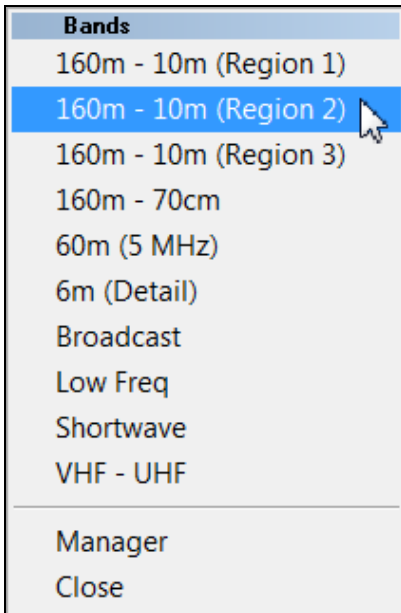 Bands
160m - 10m (Region 1)
160m - 10m (Region 2)
160m - 10m (Region 3)
160m - 70cm
60m (5 MHz)
6m (Detail)
Broadcast
Low Freq
Shortwave
VHF - UHF
Manager
Close